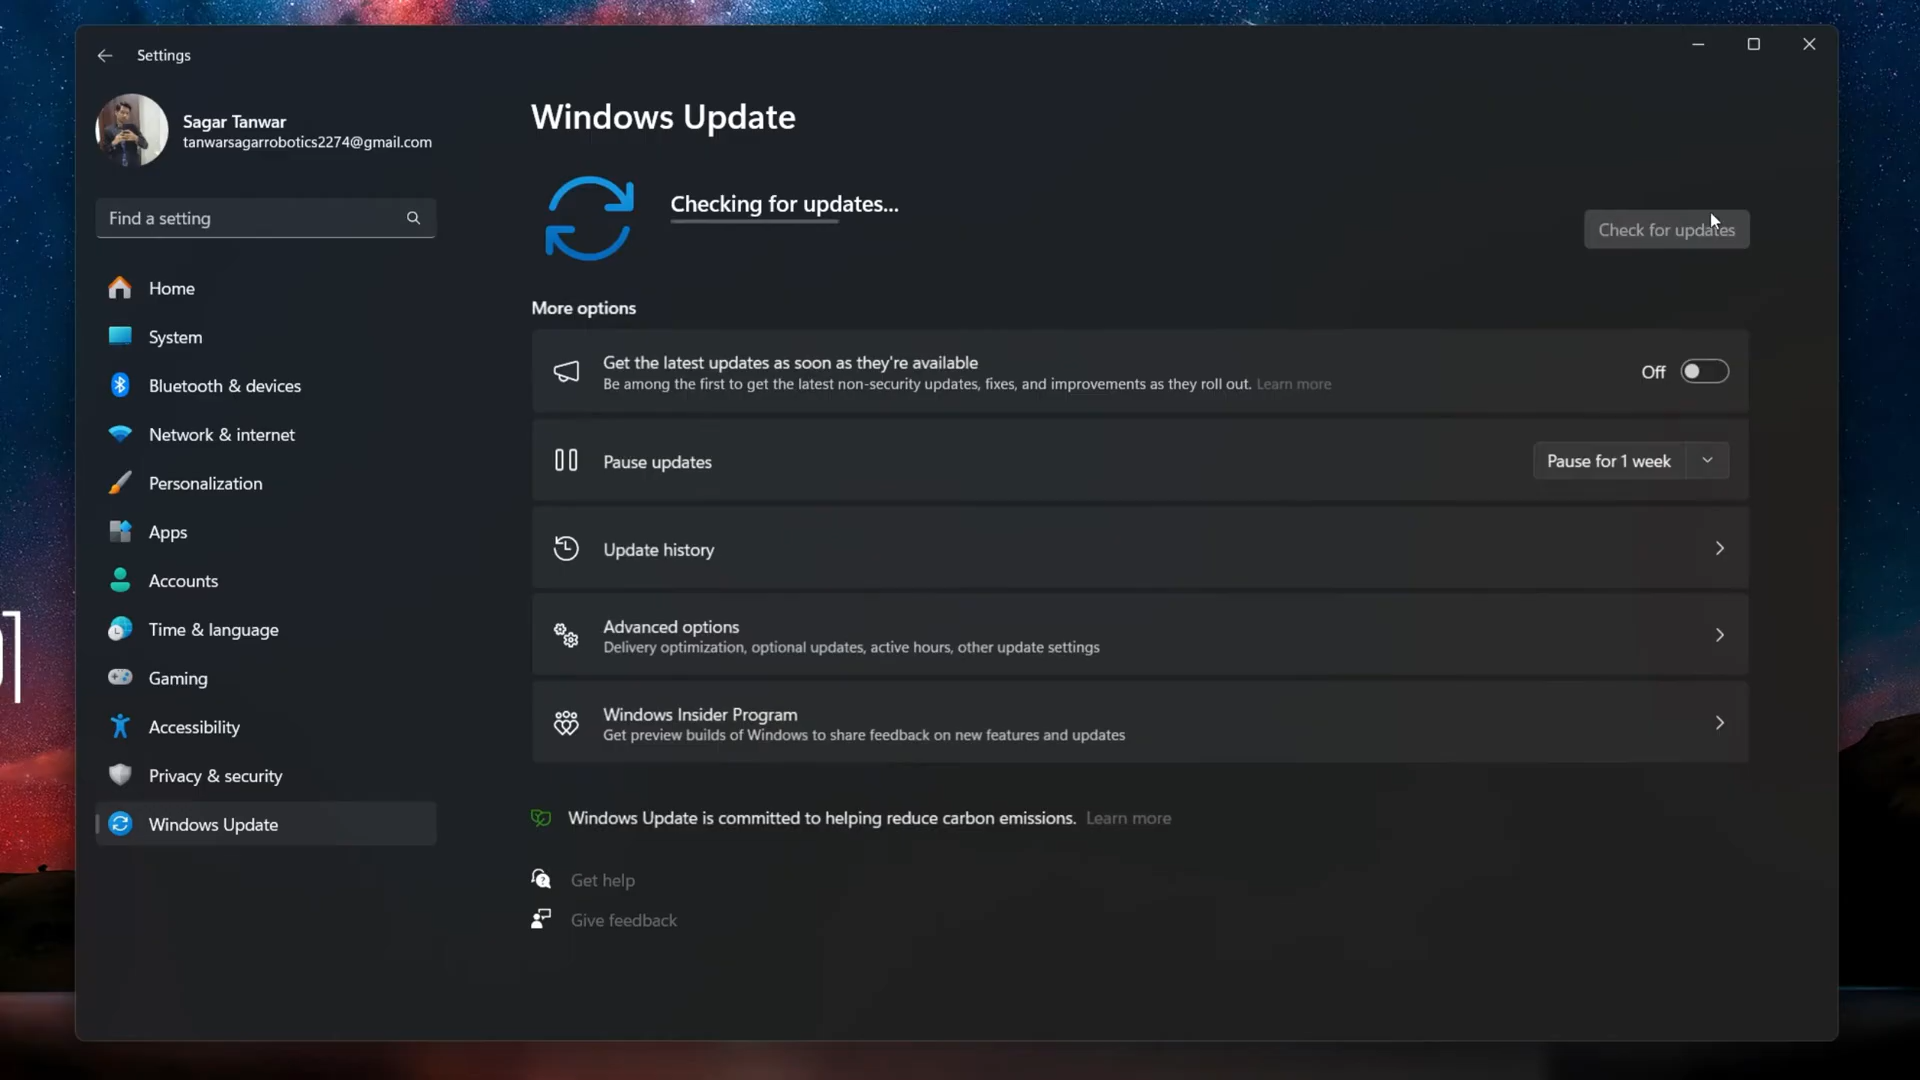 Settings
Sagar Tanwar
tanwarsagarrobotics2274@gmail.com
Find a setting
Home
System
Bluetooth & devices
Network & internet
Personalization
Apps
Accounts
Time & language
Gaming
Accessibility
Privacy & security
Windows Update
Windows Update
Checking for updates...
Check for updates
More options
Get the latest updates as soon as they're available
Be among the first to get the latest non-security updates, fixes, and improvements as they roll out. Learn more
Off
Pause updates
Pause for 1 week
Update history
Advanced options
Delivery optimization, optional updates, active hours, other update settings
Windows Insider Program
Get preview builds of Windows to share feedback on new features and updates
Windows Update is committed to helping reduce carbon emissions. Learn more
Get help
Give feedback